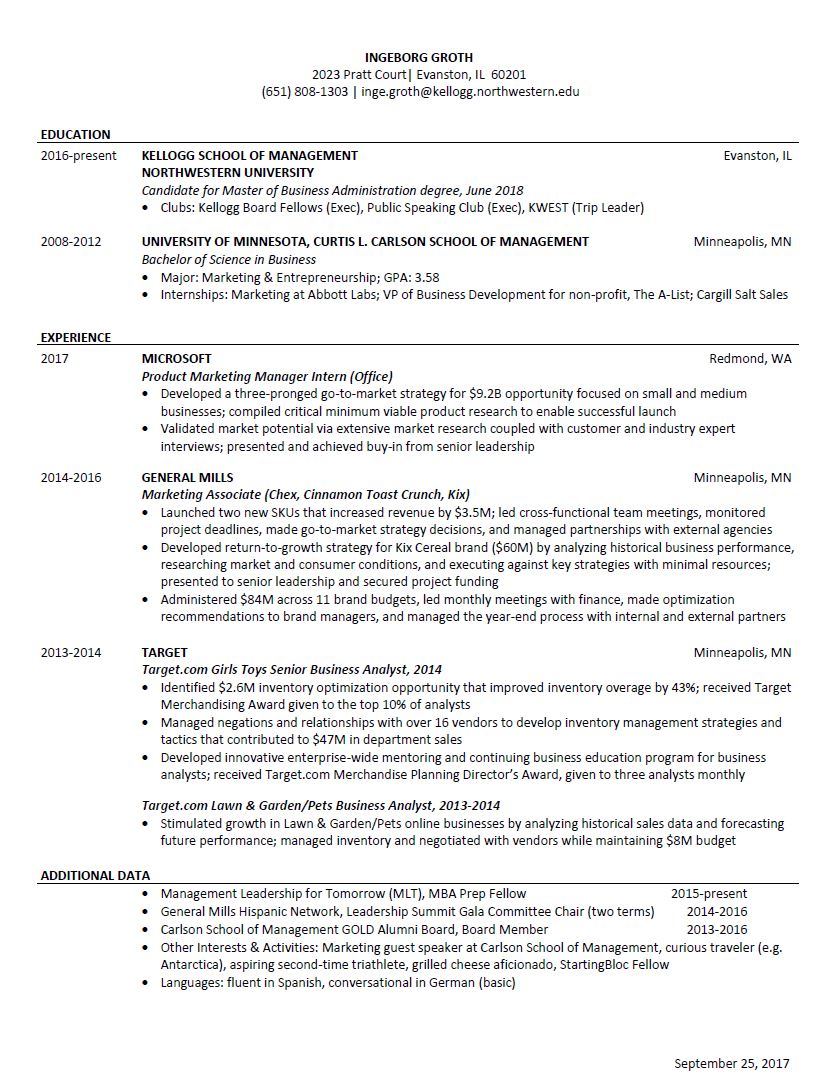 INGEBORG GROTH
2023 Pratt Court| Evanston, IL 60201
(651) 808-1303 | inge.groth@kellogg.northwestern.edu
EDUCATION
2016-present KELLOGG SCHOOL OF MANAGEMENT Evanston, IL
NORTHWESTERN UNIVERSITY
Candidate for Master of Business Administration degree, June 2018
• Clubs: Kellogg Board Fellows (Exec), Public Speaking Club (Exec), KWEST (Trip Leader)
2008-2012 UNIVERSITY OF MINNESOTA, CURTIS L. CARLSON SCHOOL OF MANAGEMENT Minneapolis, MN
Bachelor of Science in Business
• Major: Marketing & Entrepreneurship; GPA: 3.58
• Internships: Marketing at Abbott Labs; VP of Business Development for non-profit, The A-List; Cargill Salt Sales
EXPERIENCE
2017 MICROSOFT Redmond, WA
Product Marketing Manager Intern (Office)
• Developed a three-pronged go-to-market strategy for $9.2B opportunity focused on small and medium
businesses; compiled critical minimum viable product research to enable successful launch
• Validated market potential via extensive market research coupled with customer and industry expert
interviews; presented and achieved buy-in from senior leadership
2014-2016 GENERAL MILLS Minneapolis, MN
Marketing Associate (Chex, Cinnamon Toast Crunch, Kix)
• Launched two new SKUs that increased revenue by $3.5M; led cross-functional team meetings, monitored
project deadlines, made go-to-market strategy decisions, and managed partnerships with external agencies
• Developed return-to-growth strategy for Kix Cereal brand ($60M) by analyzing historical business performance,
researching market and consumer conditions, and executing against key strategies with minimal resources;
presented to senior leadership and secured project funding
• Administered $84M across 11 brand budgets, led monthly meetings with finance, made optimization
recommendations to brand managers, and managed the year-end process with internal and external partners
2013-2014 TARGET Minneapolis, MN
Target.com Girls Toys Senior Business Analyst, 2014
• Identified $2.6M inventory optimization opportunity that improved inventory overage by 43%; received Target
Merchandising Award given to the top 10% of analysts
• Managed negations and relationships with over 16 vendors to develop inventory management strategies and
tactics that contributed to $47M in department sales
• Developed innovative enterprise-wide mentoring and continuing business education program for business
analysts; received Target.com Merchandise Planning Director’s Award, given to three analysts monthly
Target.com Lawn & Garden/Pets Business Analyst, 2013-2014
• Stimulated growth in Lawn & Garden/Pets online businesses by analyzing historical sales data and forecasting
future performance; managed inventory and negotiated with vendors while maintaining $8M budget
ADDITIONAL DATA
• Management Leadership for Tomorrow (MLT), MBA Prep Fellow 2015-present
• General Mills Hispanic Network, Leadership Summit Gala Committee Chair (two terms) 2014-2016
• Carlson School of Management GOLD Alumni Board, Board Member 2013-2016
• Other Interests & Activities: Marketing guest speaker at Carlson School of Management, curious traveler (e.g.
Antarctica), aspiring second-time triathlete, grilled cheese aficionado, StartingBloc Fellow
• Languages: fluent in Spanish, conversational in German (basic)
September 25, 2017